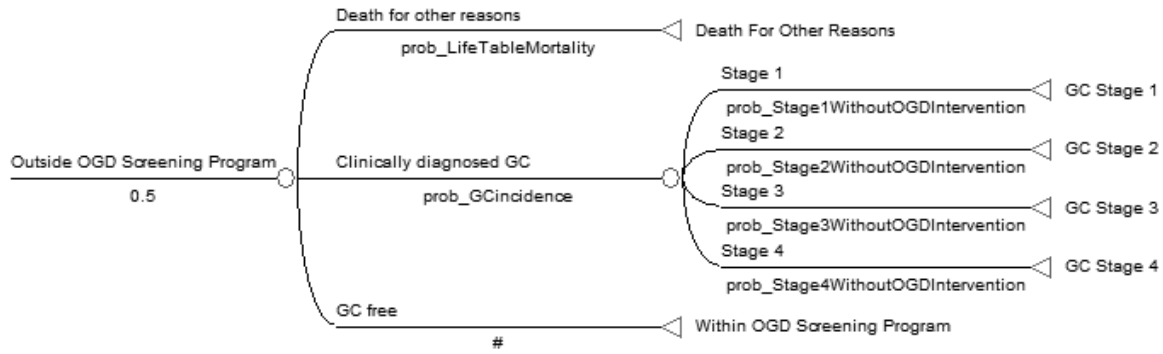 Death for other reasons
prob_LifeTableMortality
Death For Other Reasons
Stage 1
prob_Stage1WithoutOGDIntervention
GC Stage 1
Stage 2
prob_Stage2WithoutOGDIntervention
GC Stage 2
Outside OGD Screening Program
0.5
Clinically diagnosed GC
prob_GCincidence
Stage 3
prob_Stage3WithoutOGDIntervention
GC Stage 3
Stage 4
prob_Stage4WithoutOGDIntervention
GC Stage 4
GC free
#
Within OGD Screening Program